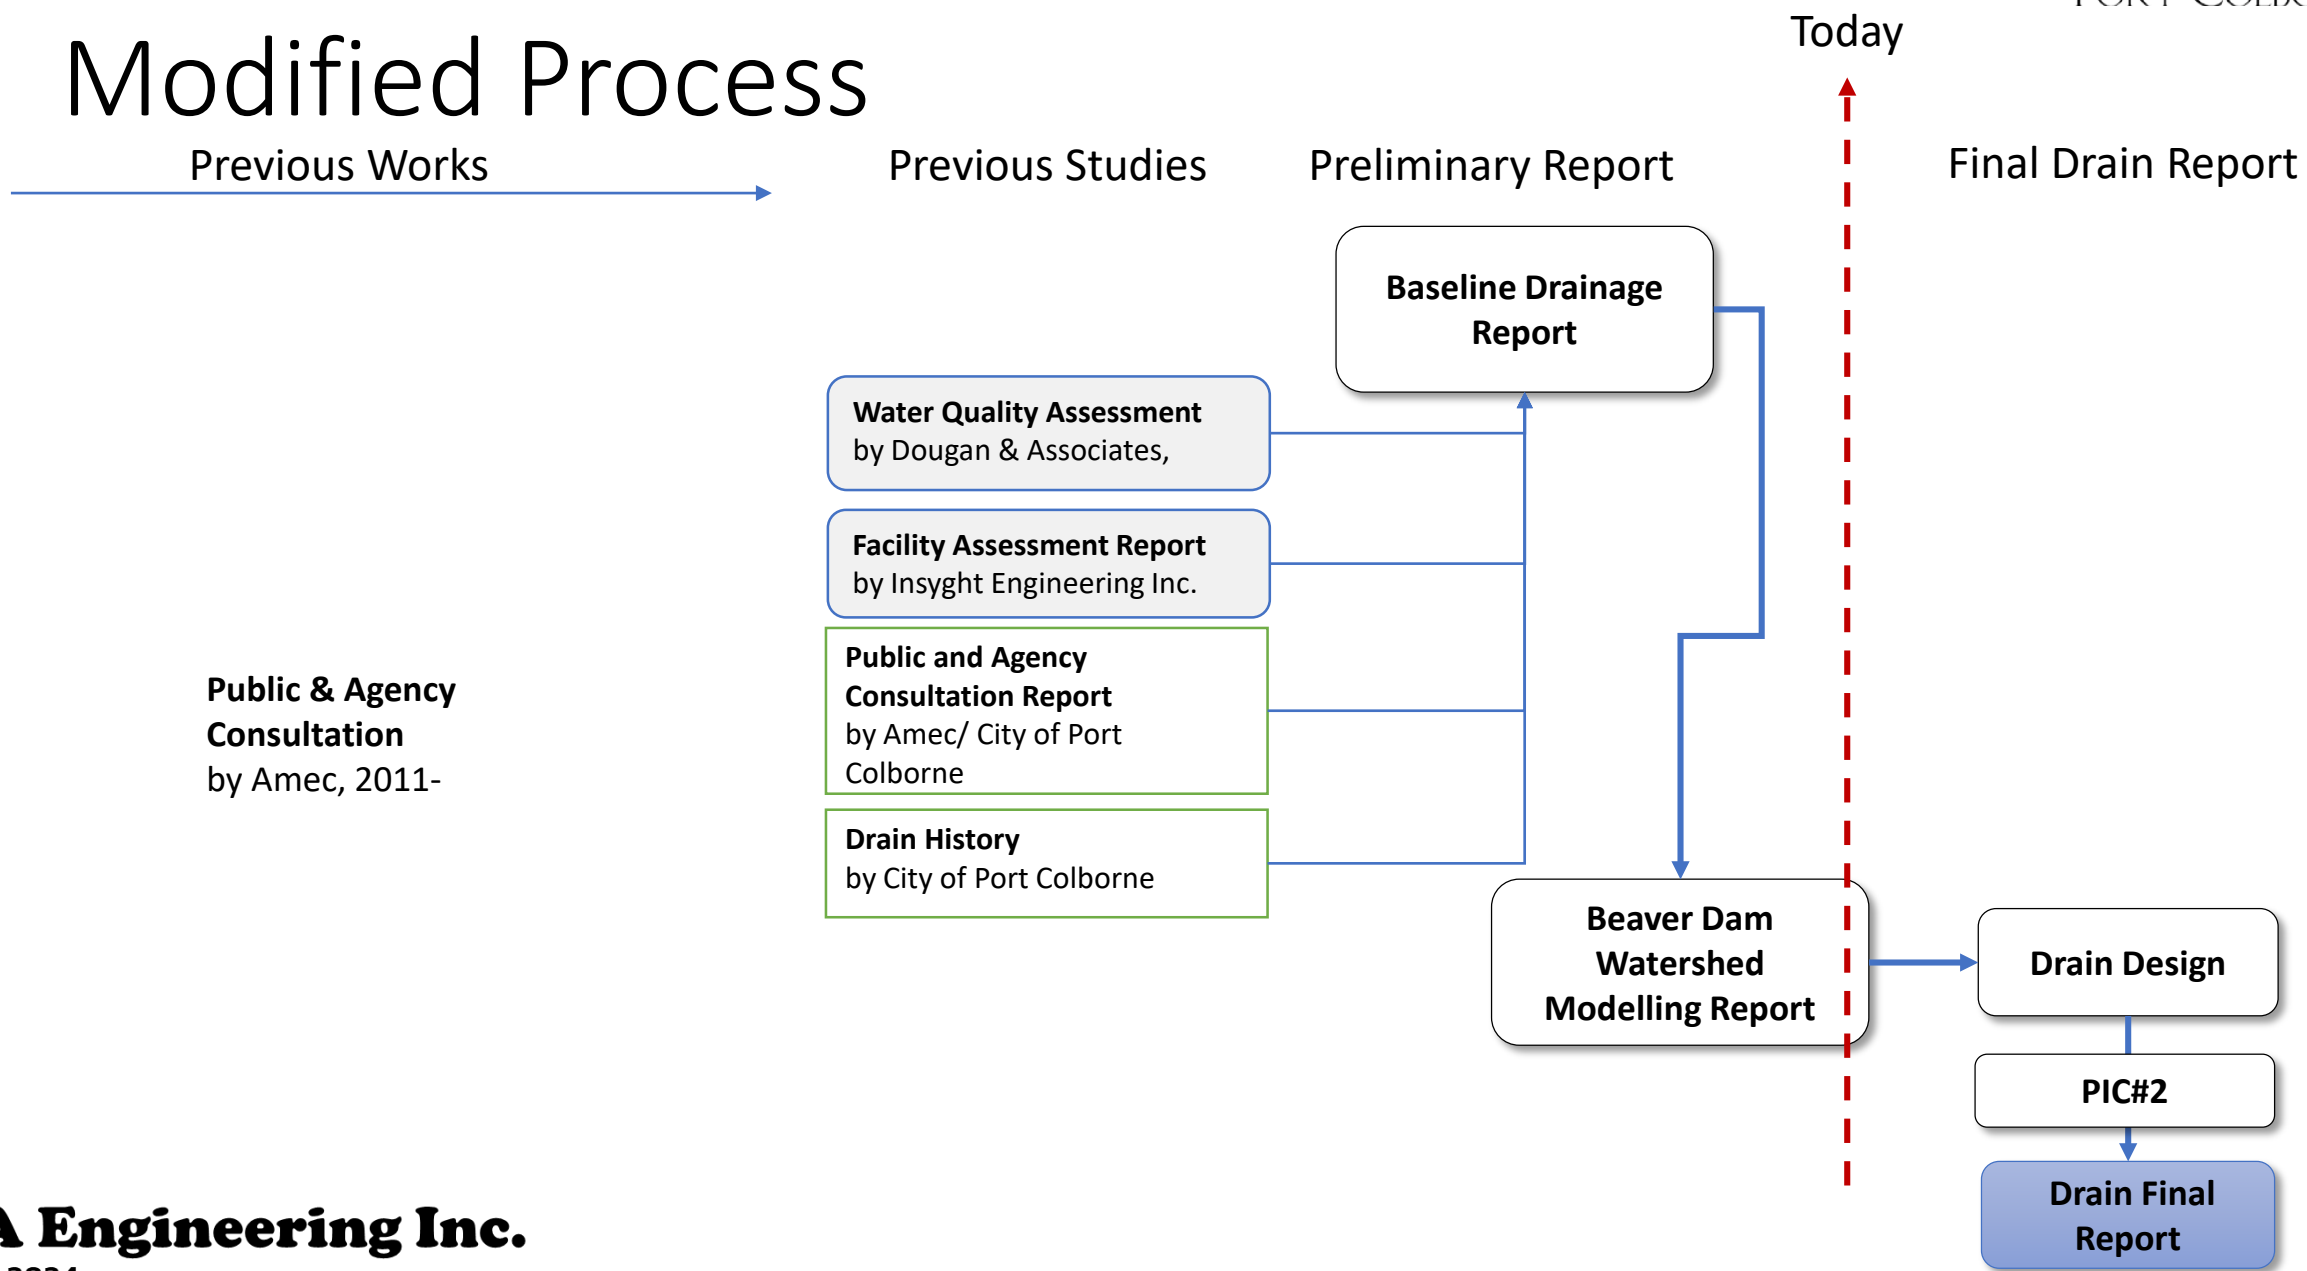 Today
Modified Process
Previous Works
Previous Studies
Preliminary Report
Final Drain Report
Baseline Drainage
Report
Water Quality Assessment
by Dougan & Associates,
Facility Assessment Report
by Insyght Engineering Inc.
Public and Agency
Consultation Report
by Amec/ City of Port
Colborne
Public & Agency
Consultation
by Amec, 2011-
Drain History
by City of Port Colborne
Beaver Dam
Watershed
Modelling Report
Drain Design
PIC#2
Drain Final
Report
A Engineering Inc.